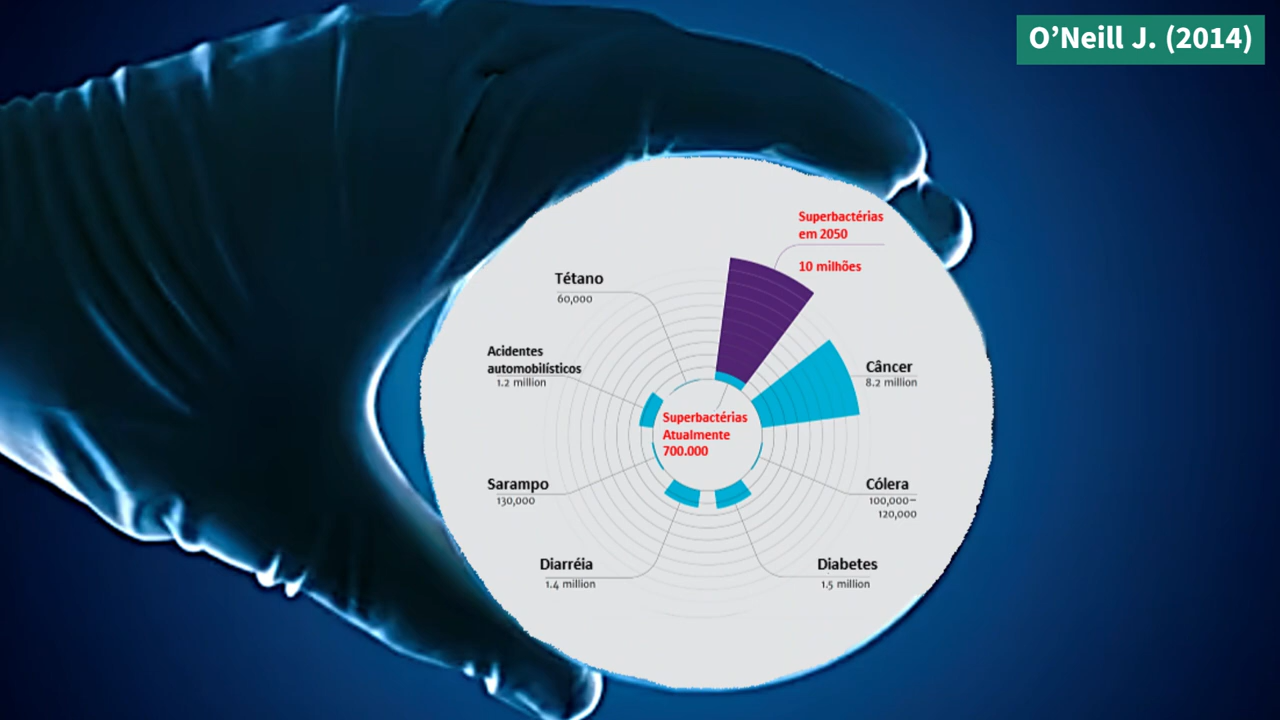 O’Neill J. (2014)
Superbactérias
em 2050
10 milhões
Tétano
60,000
Acidentes
automobilísticos
1.2 million
Câncer
8.2 million
Superbactérias
Atualmente
700.000
Sarampo
130,000
Cólera
100,000–
120,000
Diarréia
1.4 million
Diabetes
1.5 million